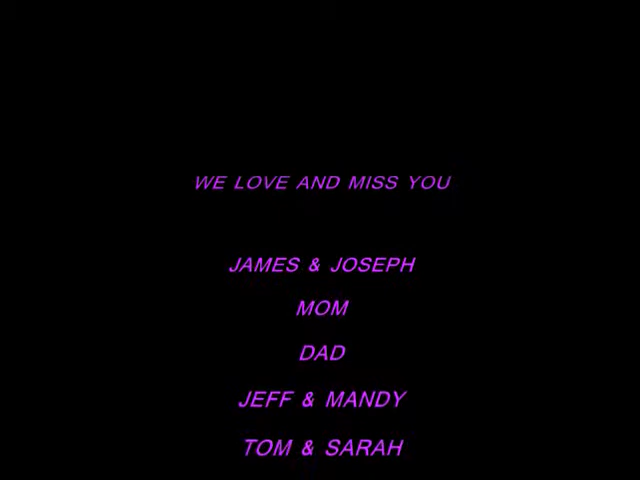 WE LOVE AND MISS YOU
JAMES & JOSEPH
MOM
DAD
JEFF & MANDY
TOM & SARAH